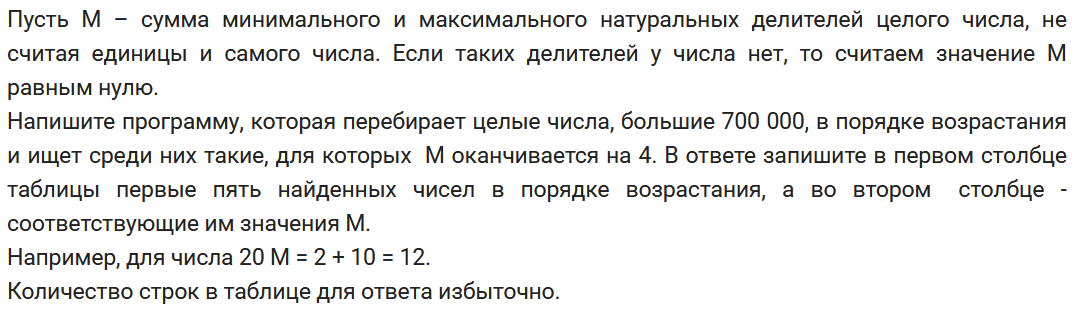 Пусть М – сумма минимального и максимального натуральных делителей целого числа, не
считая единицы и самого числа. Если таких делителей у числа нет, то считаем значение М
равным нулю.
Напишите программу, которая перебирает целые числа, большие 700 000, в порядке возрастания
и ищет среди них такие, для которых М оканчивается на 4. В ответе запишите в первом столбце
таблицы первые пять найденных чисел в порядке возрастания, а во втором столбце -
соответствующие им значения М.
Например, для числа 20 М = 2 + 10 = 12.
Количество строк в таблице для ответа избыточно.